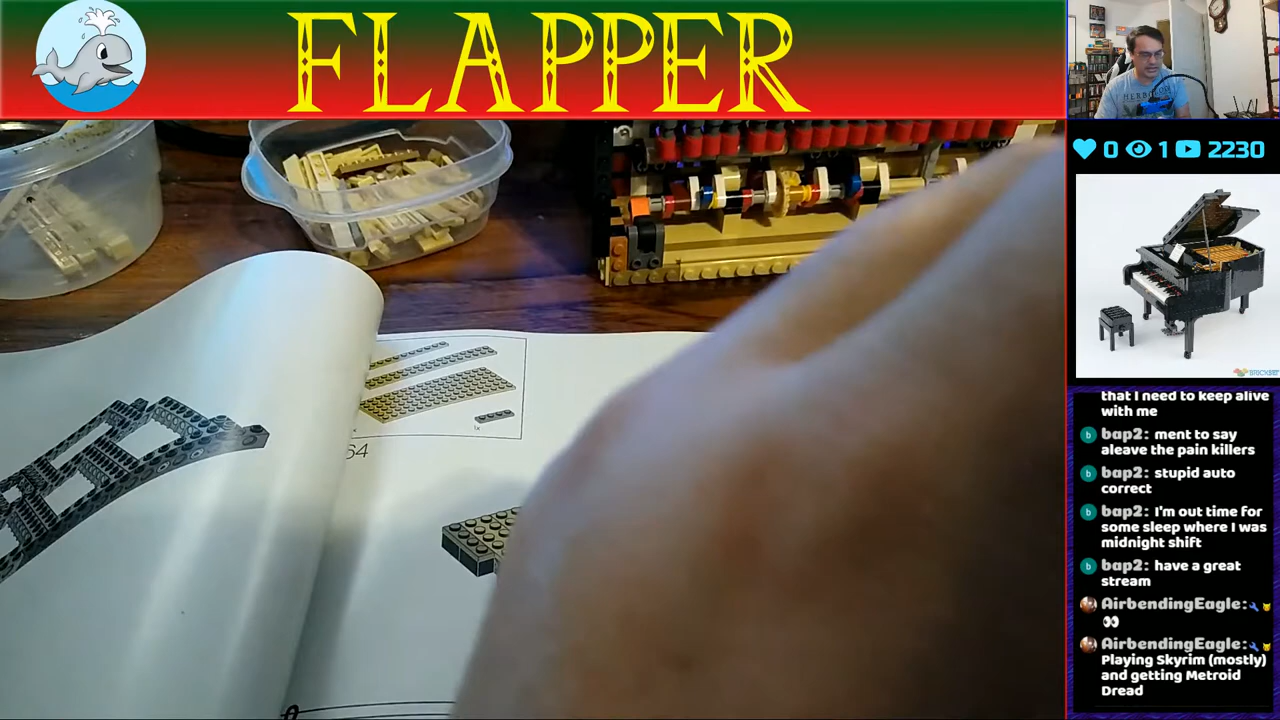 FLAPPER
0 1 2230
BRICKSET
that I need to keep alive
with me
bap2: ment to say
aleave the pain killers
bap2: stupid auto
correct
bap2: I'm out time for
some sleep where I was
midnight shift
bap2: have a great
stream
AirbendingEagle:
AirbendingEagle:
Playing Skyrim (mostly)
and getting Metroid
Dread
64
1x